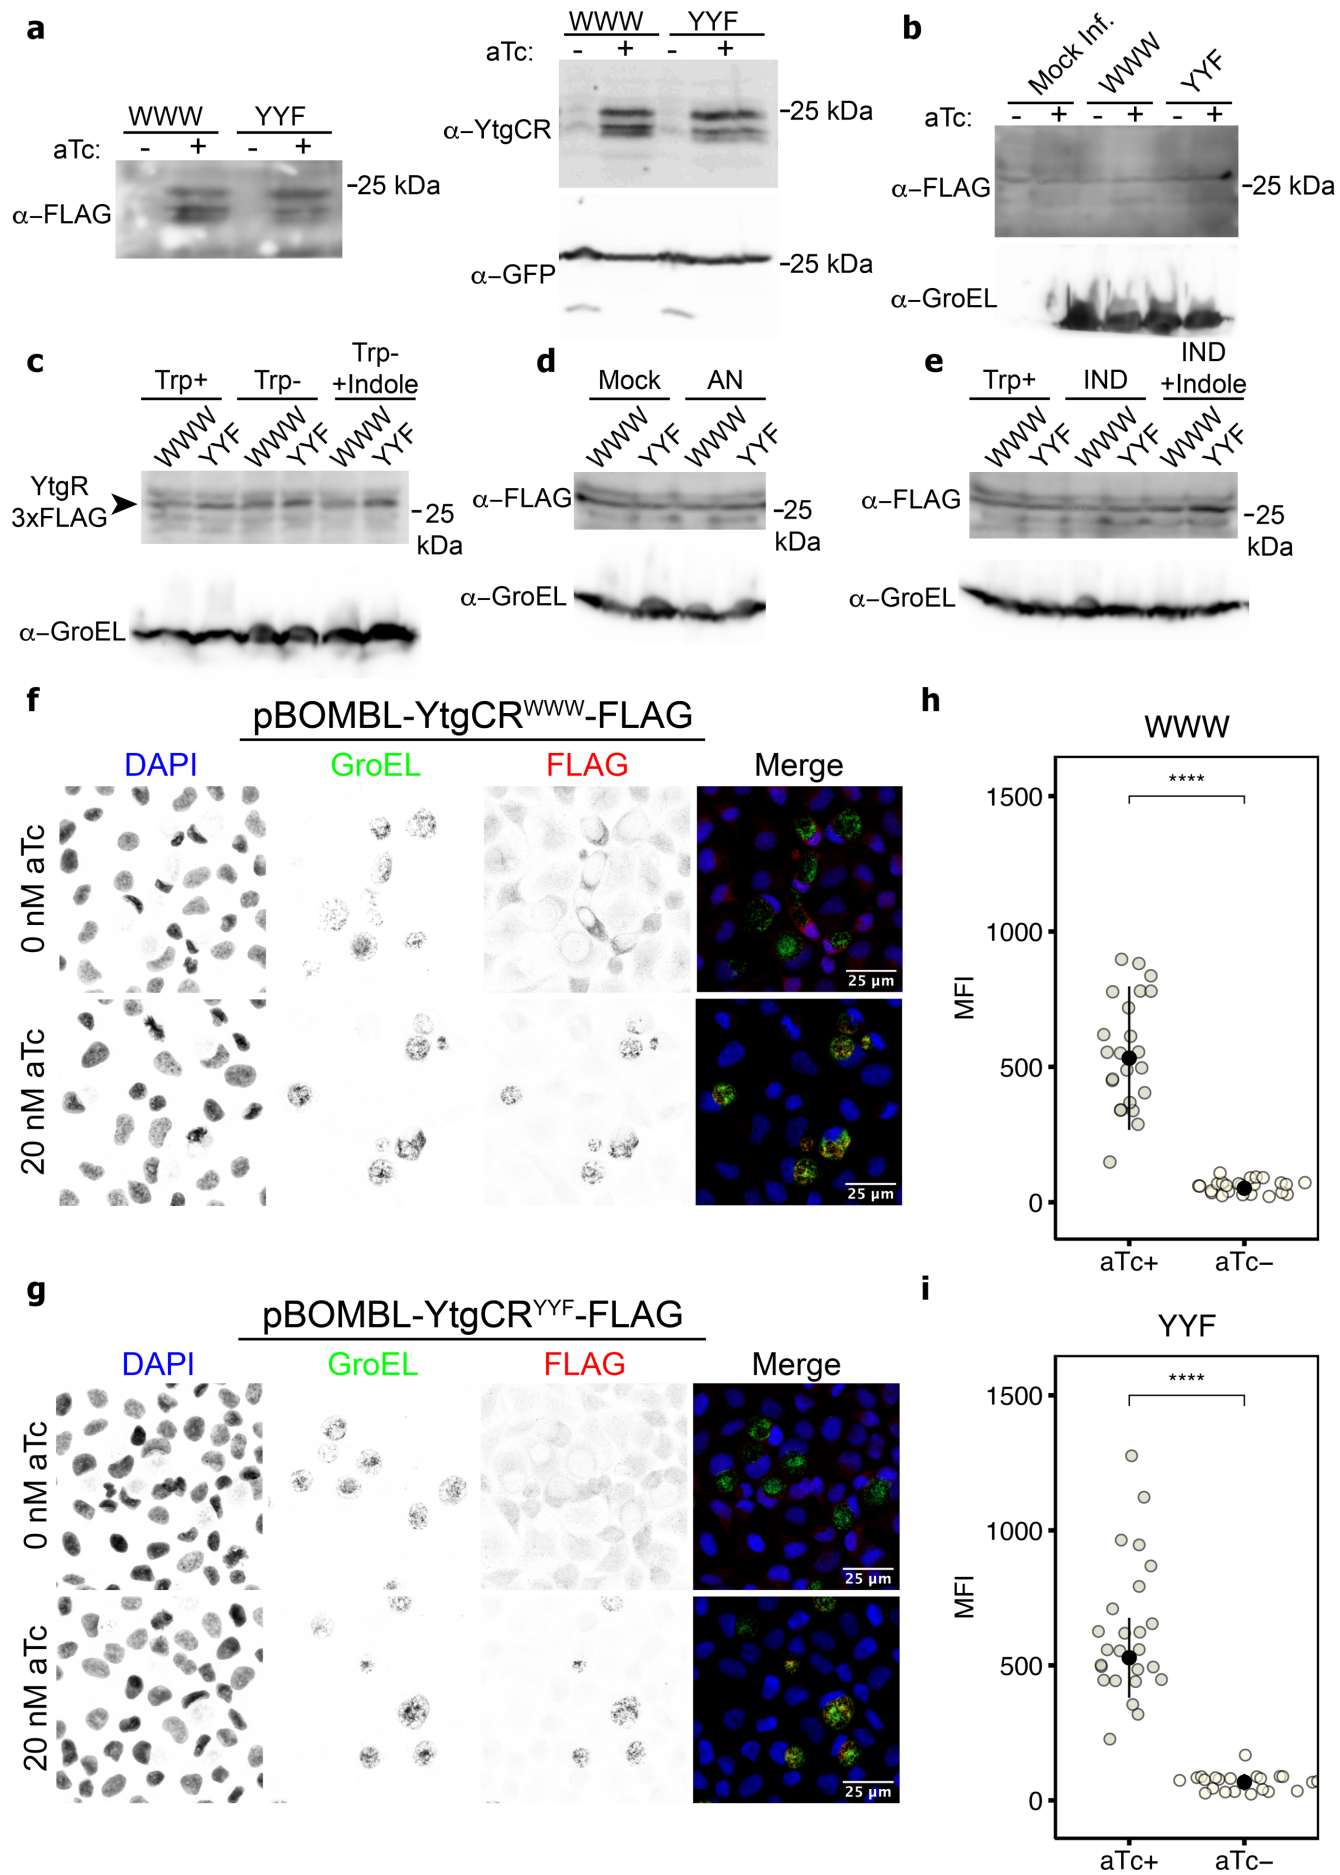 a
WWW YYF
aTc: - + - +
α−FLAG
-25 kDa
WWW YYF
aTc: - + - +
α−YtgCR
-25 kDa
α−GFP
-25 kDa
b
Mock Inf. WWW YYF
aTc: - + - + - +
α−FLAG
-25 kDa
α−GroEL
c
Trp+ Trp- Trp-
+Indole
WWW YYF WWW YYF WWW YYF
YtgR
3xFLAG
-25
kDa
α−GroEL
d
Mock AN
WWW YYF WWW YYF
α−FLAG
-25
kDa
α−GroEL
e
Trp+ IND IND
+Indole
WWW YYF WWW YYF WWW YYF
α−FLAG
-25
kDa
α−GroEL
f
pBOMBL-YtgCRWWW-FLAG
DAPI GroEL FLAG Merge
0 nM aTc
25 µm
20 nM aTc
25 µm
g
pBOMBL-YtgCRYYF-FLAG
DAPI GroEL FLAG Merge
0 nM aTc
25 µm
20 nM aTc
25 µm
h
WWW
****
1500
1000
500
0
MFI
aTc+ aTc−
i
YYF
****
1500
1000
500
0
MFI
aTc+ aTc−